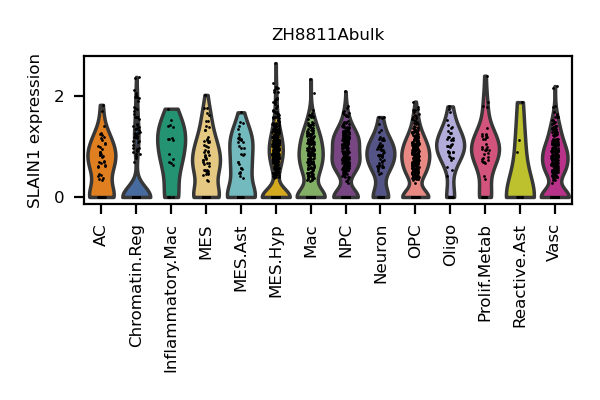 ZH8811Abulk
SLAIN1 expression
2
0
AC
Chromatin.Reg
Inflammatory.Mac
MES
MES.Ast
MES.Hyp
Mac
NPC
Neuron
OPC
Oligo
Prolif.Metab
Reactive.Ast
Vasc